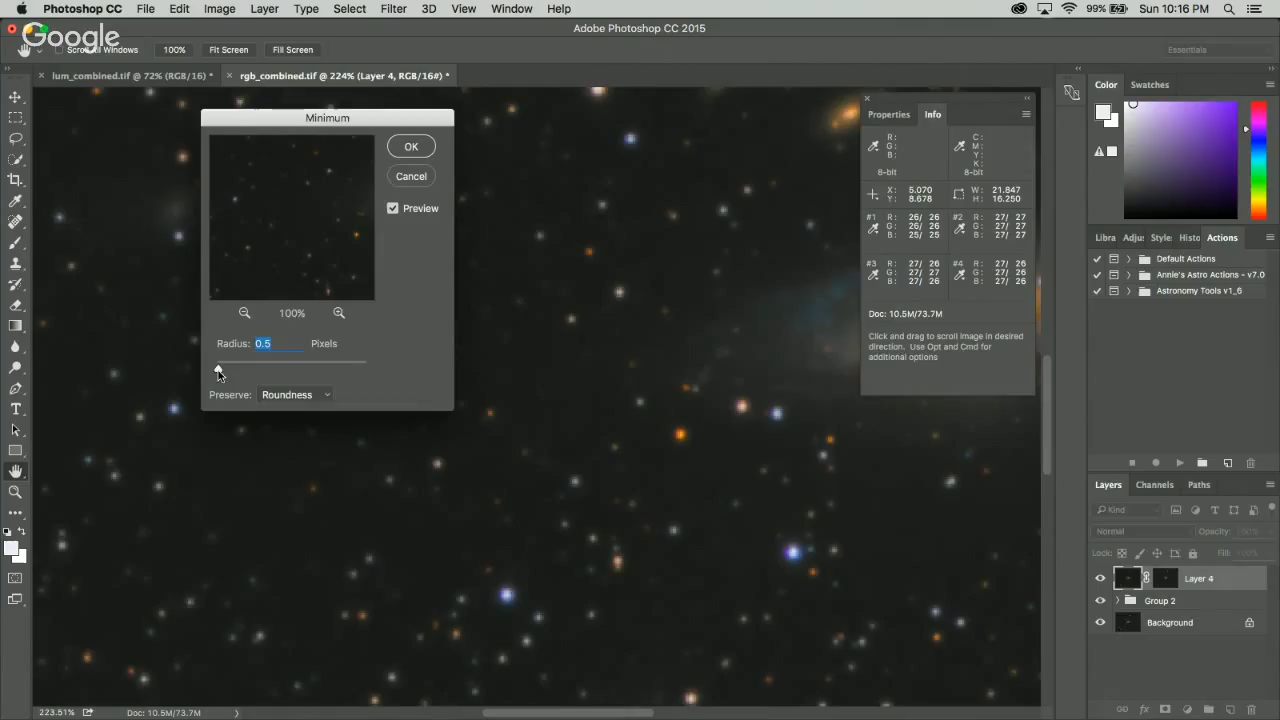 Photoshop CC File Edit Image Layer Type Select Filter 3D View Window Help 99% Sun 10:16 PM
Adobe Photoshop CC 2015
Google
Scroll All Windows 100% Fit Screen Fill Screen Essentials
lum_combined.tif @ 72% (RGB/16) * rgb_combined.tif @ 224% (Layer 4, RGB/16#) *
Minimum
OK
Cancel
Preview
100%
Radius: 0.5 Pixels
Preserve: Roundness
Properties Info
R: C:
G: M:
B: Y:
K:
8-bit 8-bit
X: 5.070 W: 21.847
Y: 8.678 H: 16.250
#1 R: 26/ 26 #2 R: 27/ 27
G: 26/ 26 G: 27/ 27
B: 25/ 25 B: 27/ 27
#3 R: 27/ 26 #4 R: 27/ 26
G: 27/ 27 G: 27/ 26
B: 27/ 26 B: 27/ 26
Doc: 10.5M/73.7M
Click and drag to scroll image in desired
direction. Use Opt and Cmd for
additional options
Color Swatches
Libra Adju Style Histo Actions
Default Actions
Annie's Astro Actions - v7.0
Astronomy Tools v1_6
Layers Channels Paths
Kind
Normal Opacity:
Lock: Fill: 100%
Layer 4
Group 2
Background
223.51% Doc: 10.5M/73.7M